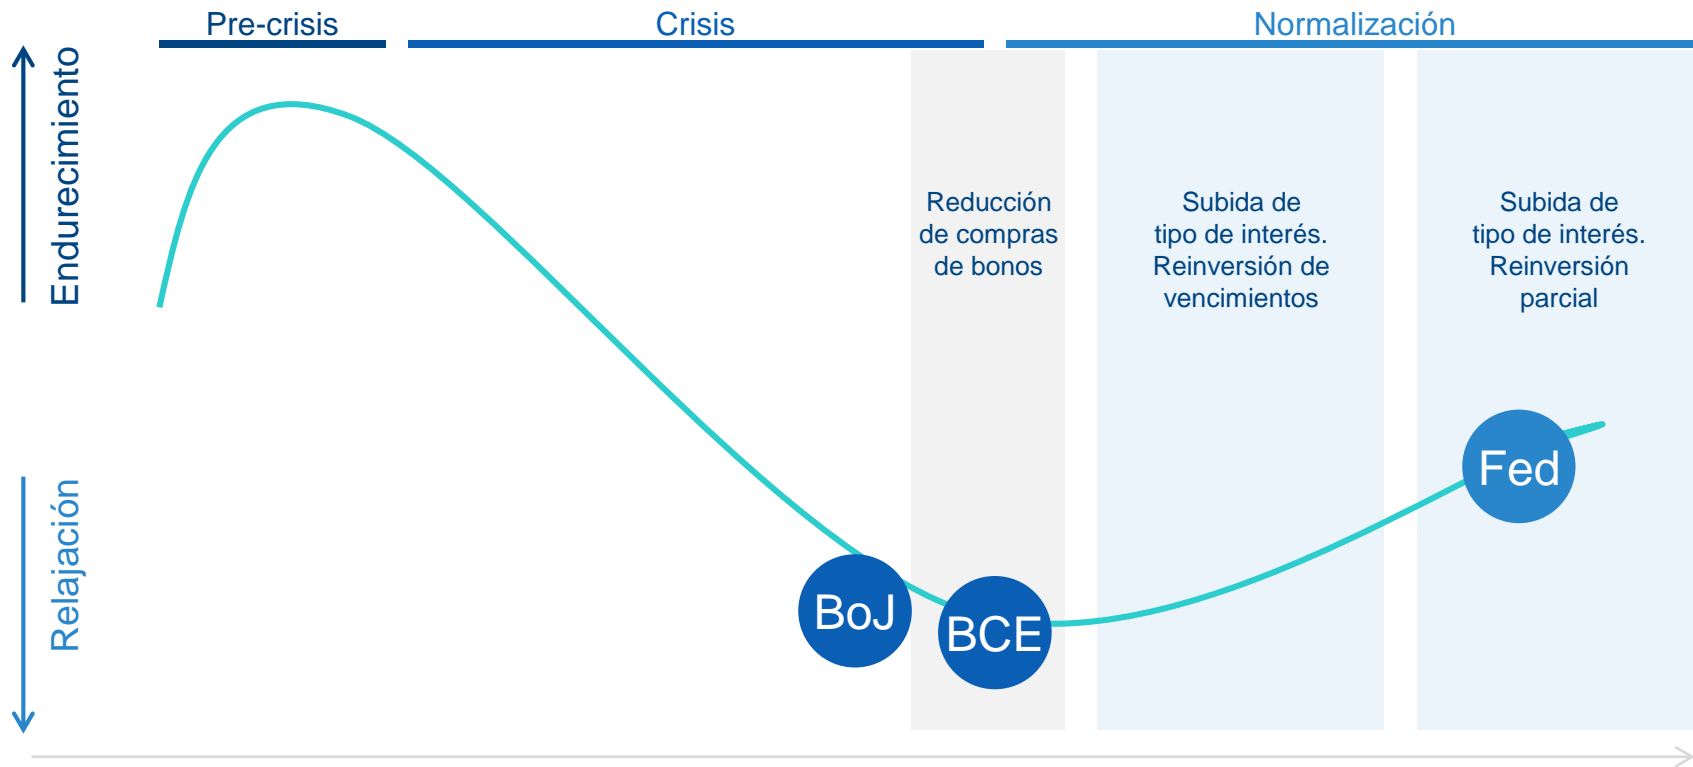 Pre-crisis
Crisis
Normalización
Endurecimiento
Relajación
Reducción
de compras
de bonos
Subida de
tipo de interés.
Reinversión de
vencimientos
Subida de
tipo de interés.
Reinversión
parcial
BoJ
BCE
Fed